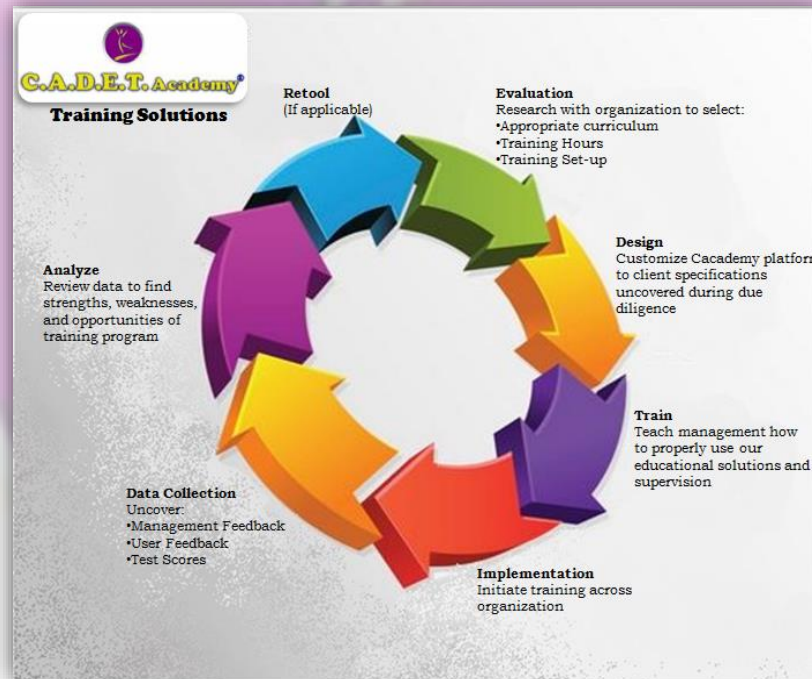 C.A.D.E.T. Academy®
Training Solutions
Retool
(If applicable)
Evaluation
Research with organization to select:
•Appropriate curriculum
•Training Hours
•Training Set-up
Design
Customize Cacademy platform
to client specifications
uncovered during due
diligence
Train
Teach management how
to properly use our
educational solutions and
supervision
Implementation
Initiate training across
organization
Data Collection
Uncover:
•Management Feedback
•User Feedback
•Test Scores
Analyze
Review data to find
strengths, weaknesses,
and opportunities of
training program